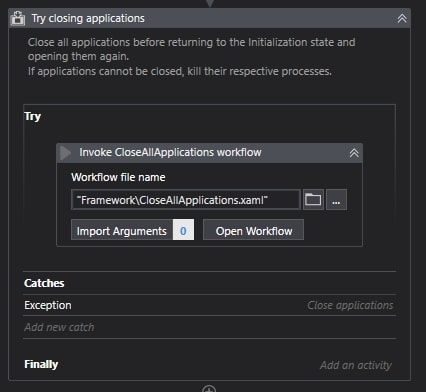 Try closing applications
Close all applications before returning to the Initialization state and
opening them again.
If applications cannot be closed, kill their respective processes.
Try
Invoke CloseAllApplications workflow
Workflow file name
"Framework\CloseAllApplications.xaml"
...
Import Arguments 0 Open Workflow
Catches
Exception Close applications
Add new catch
Finally Add an activity